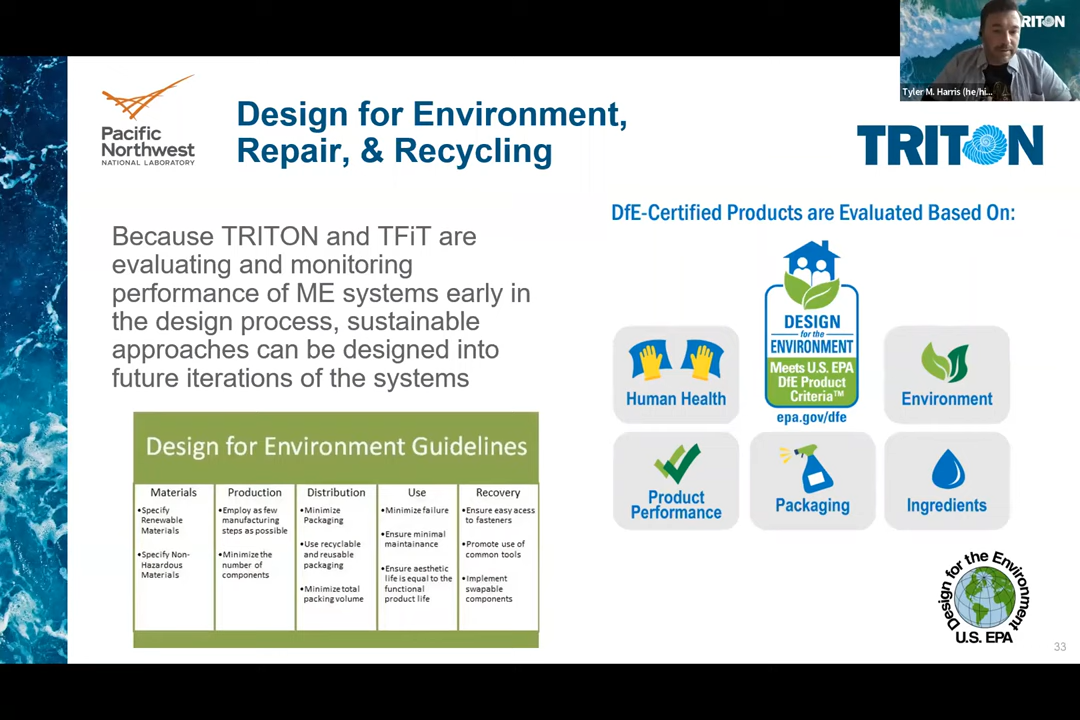 RITON
Tyler M. Harris (he/hi...
Pacific
Northwest
NATIONAL LABORATORY
Design for Environment,
Repair, & Recycling
TRITON
Because TRITON and TFiT are
evaluating and monitoring
performance of ME systems early in
the design process, sustainable
approaches can be designed into
future iterations of the systems
Design for Environment Guidelines
Materials
•Specify
Renewable
Materials
•Specify Non-
Hazardous
Materials
Production
•Employ as few
manufacturing
steps as possible
•Minimize the
number of
components
Distribution
•Minimize
Packaging
•Use recyclable
and reusable
packaging
•Minimize total
packing volume
Use
•Minimize failure
•Ensure minimal
maintainance
•Ensure aesthetic
life is equal to the
functional
product life
Recovery
•Ensure easy access
to fasteners
•Promote use of
common tools
•Implement
swapable
components
DfE-Certified Products are Evaluated Based On:
DESIGN
for the
ENVIRONMENT
Meets U.S. EPA
DfE Product
Criteria™
epa.gov/dfe
Human Health
Environment
Product
Performance
Packaging
Ingredients
Design for the Environment
U.S. EPA
33